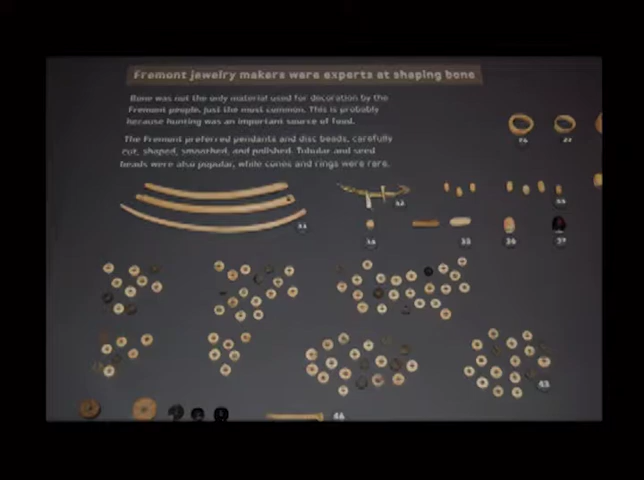 Fremont jewelry makers were experts at shaping bone
Bone was not the only material used for decoration by the
Fremont people, just the most common. This is probably
because hunting was an important source of food.
The Fremont preferred pendants and disc beads, carefully
cut, shaped, smoothed, and polished. Tubular and seed
beads were also popular, while cones and rings were rare.